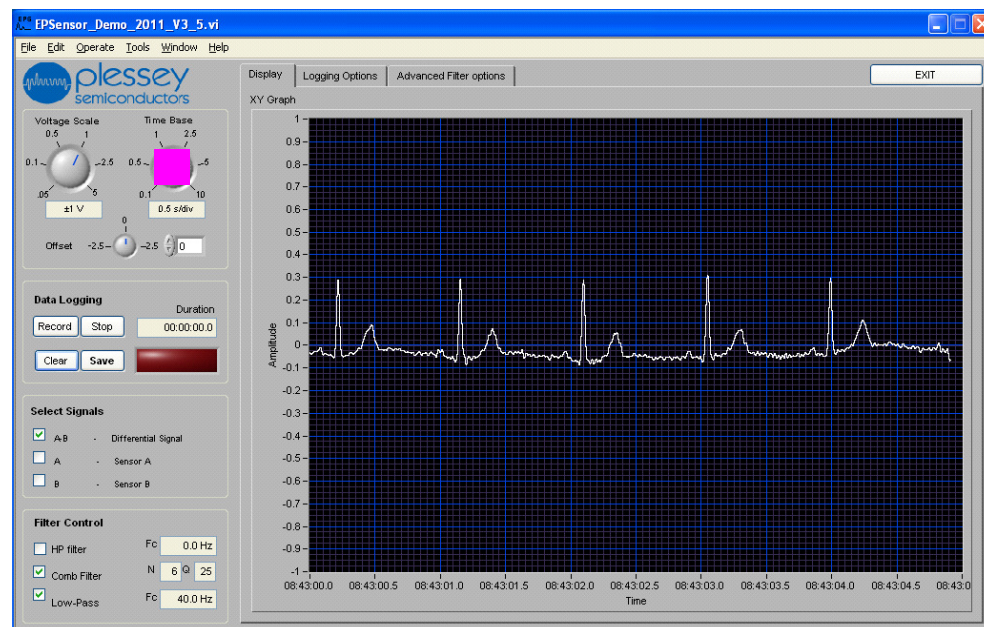 EPSensor_Demo_2011_V3_5.vi
File Edit Operate Tools Window Help
plessey
semiconductors
Display Logging Options Advanced Filter options EXIT
XY Graph
Voltage Scale Time Base
0.5 1 1 2.5
0.1 2.5 0.5 5
.05 5 0.1 10
±1 V 0.5 s/div
0
Offset -2.5 2.5 0
Data Logging
Duration
Record Stop 00:00:00.0
Clear Save
Select Signals
A-B - Differential Signal
A - Sensor A
B - Sensor B
Filter Control
HP filter Fc 0.0 Hz
Comb Filter N 6 Q 25
Low-Pass Fc 40.0 Hz
Amplitude
1
0.9
0.8
0.7
0.6
0.5
0.4
0.3
0.2
0.1
0
-0.1
-0.2
-0.3
-0.4
-0.5
-0.6
-0.7
-0.8
-0.9
-1
08:43:00.0 08:43:00.5 08:43:01.0 08:43:01.5 08:43:02.0 08:43:02.5 08:43:03.0 08:43:03.5 08:43:04.0 08:43:04.5 08:43:0
Time